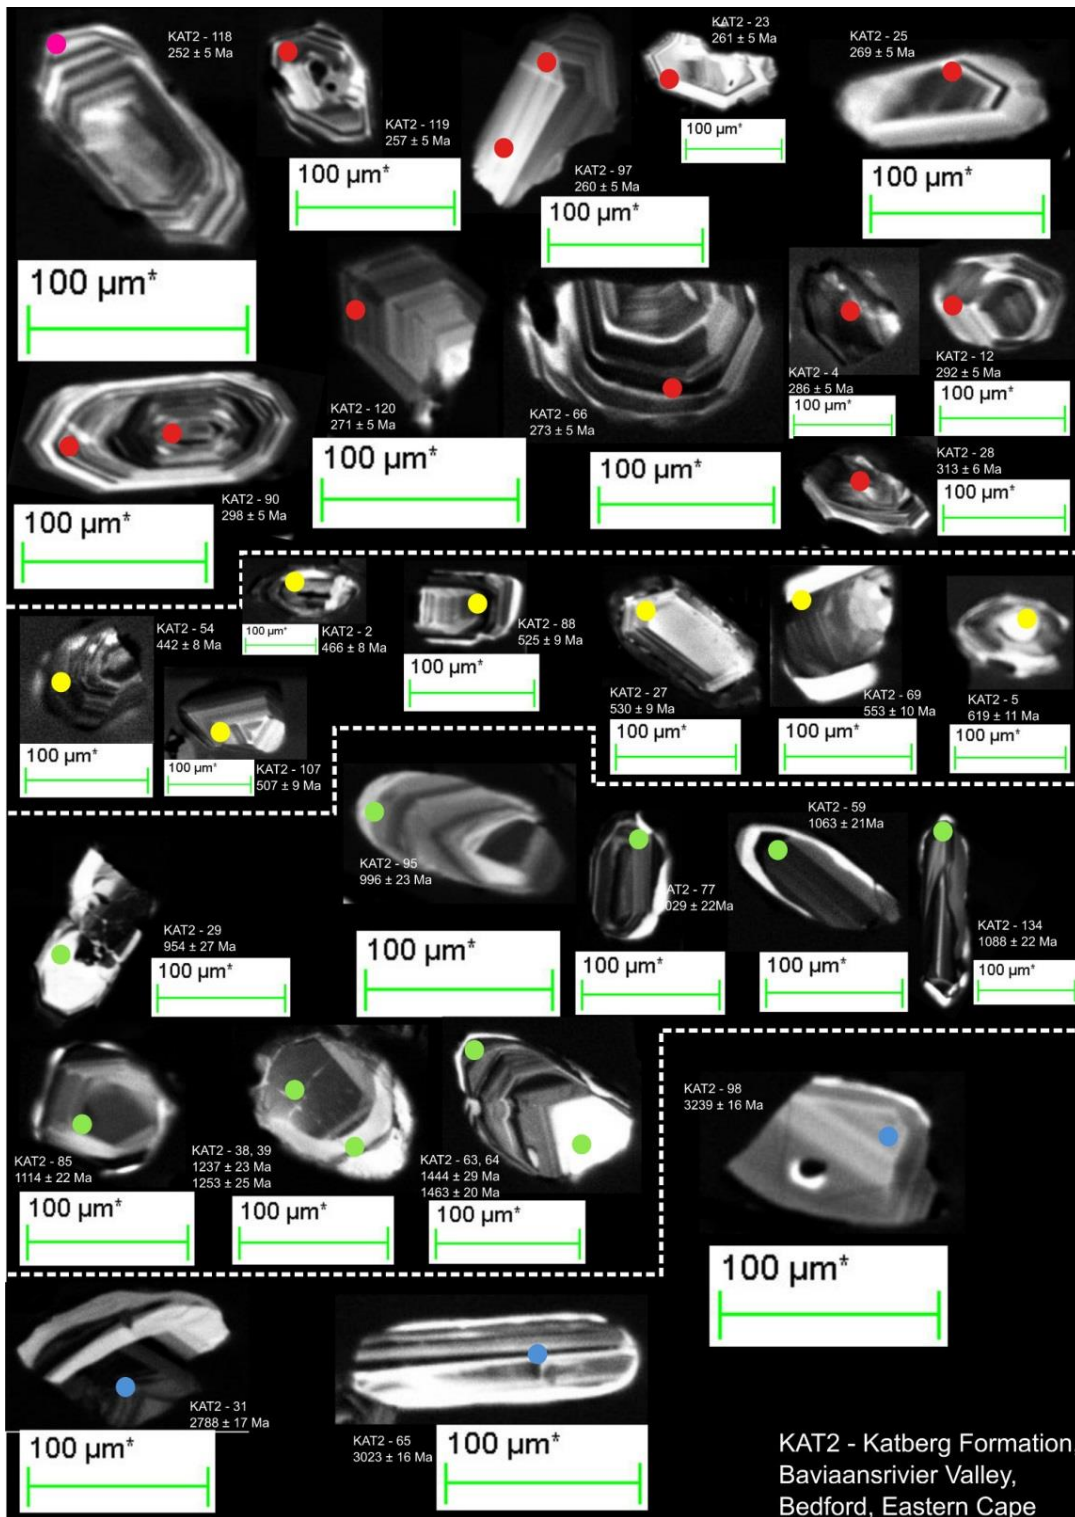 KAT2 - 118
252 ± 5 Ma
100 µm*
KAT2 - 119
257 ± 5 Ma
100 µm*
KAT2 - 97
260 ± 5 Ma
100 µm*
KAT2 - 23
261 ± 5 Ma
100 µm*
KAT2 - 25
269 ± 5 Ma
100 µm*
KAT2 - 120
271 ± 5 Ma
100 µm*
KAT2 - 66
273 ± 5 Ma
100 µm*
KAT2 - 4
286 ± 5 Ma
100 µm*
KAT2 - 12
292 ± 5 Ma
100 µm*
KAT2 - 90
298 ± 5 Ma
100 µm*
KAT2 - 28
313 ± 6 Ma
100 µm*
KAT2 - 54
442 ± 8 Ma
100 µm*
KAT2 - 2
466 ± 8 Ma
100 µm*
KAT2 - 107
507 ± 9 Ma
100 µm*
KAT2 - 88
525 ± 9 Ma
100 µm*
KAT2 - 27
530 ± 9 Ma
100 µm*
KAT2 - 69
553 ± 10 Ma
100 µm*
KAT2 - 5
619 ± 11 Ma
100 µm*
KAT2 - 29
954 ± 27 Ma
100 µm*
KAT2 - 95
996 ± 23 Ma
100 µm*
KAT2 - 77
029 ± 22Ma
100 µm*
KAT2 - 59
1063 ± 21Ma
100 µm*
KAT2 - 134
1088 ± 22 Ma
100 µm*
KAT2 - 85
1114 ± 22 Ma
100 µm*
KAT2 - 38, 39
1237 ± 23 Ma
1253 ± 25 Ma
100 µm*
KAT2 - 63, 64
1444 ± 29 Ma
1463 ± 20 Ma
100 µm*
KAT2 - 98
3239 ± 16 Ma
100 µm*
KAT2 - 31
2788 ± 17 Ma
100 µm*
KAT2 - 65
3023 ± 16 Ma
100 µm*
KAT2 - Katberg Formation
Baviaansrivier Valley,
Bedford, Eastern Cape